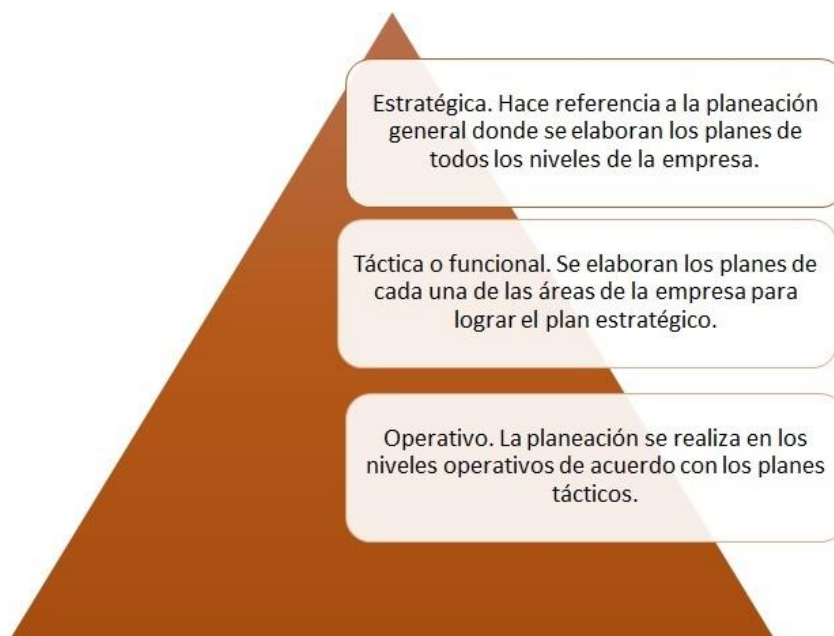 Estratégica. Hace referencia a la planeación
general donde se elaboran los planes de
todos los niveles de la empresa.
Táctica o funcional. Se elaboran los planes de
cada una de las áreas de la empresa para
lograr el plan estratégico.
Operativo. La planeación se realiza en los
niveles operativos de acuerdo con los planes
tácticos.